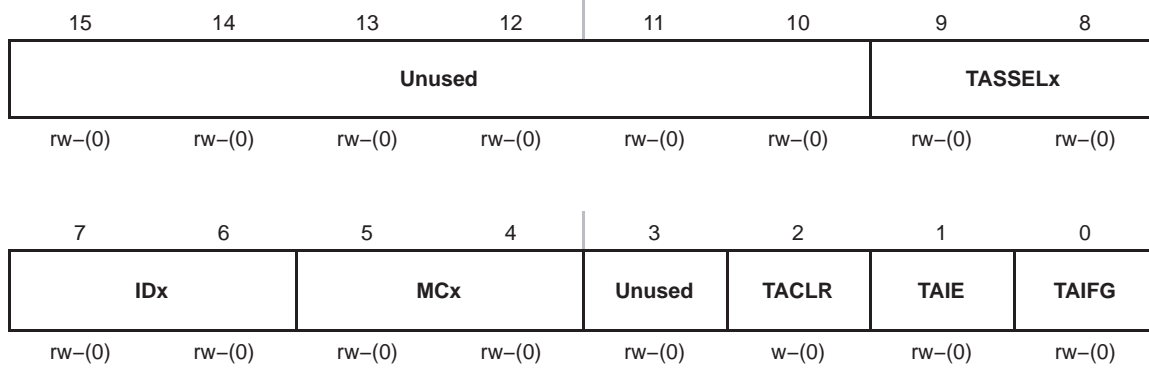 15 14 13 12 11 10 9 8
Unused TASSELx
rw−(0) rw−(0) rw−(0) rw−(0) rw−(0) rw−(0) rw−(0) rw−(0)
7 6 5 4 3 2 1 0
IDx MCx Unused TACLR TAIE TAIFG
rw−(0) rw−(0) rw−(0) rw−(0) rw−(0) w−(0) rw−(0) rw−(0)